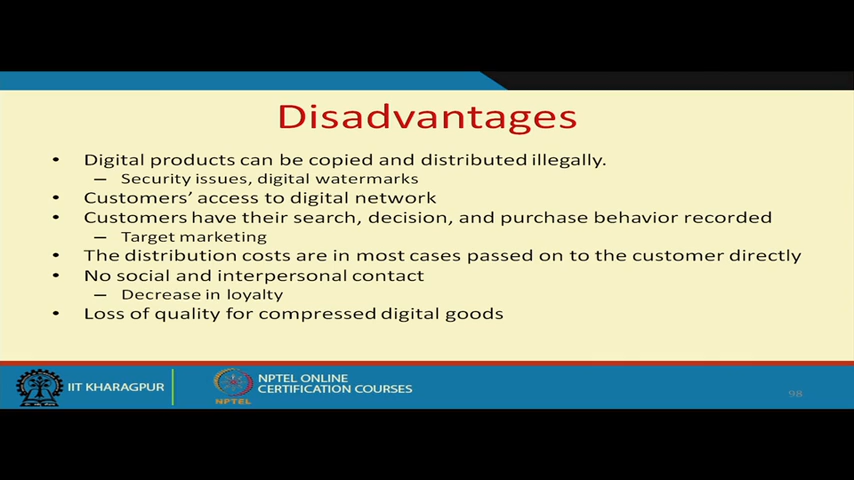 Disadvantages
• Digital products can be copied and distributed illegally.
– Security issues, digital watermarks
• Customers' access to digital network
• Customers have their search, decision, and purchase behavior recorded
– Target marketing
• The distribution costs are in most cases passed on to the customer directly
• No social and interpersonal contact
– Decrease in loyalty
• Loss of quality for compressed digital goods
IIT KHARAGPUR
NPTEL
NPTEL ONLINE
CERTIFICATION COURSES
98